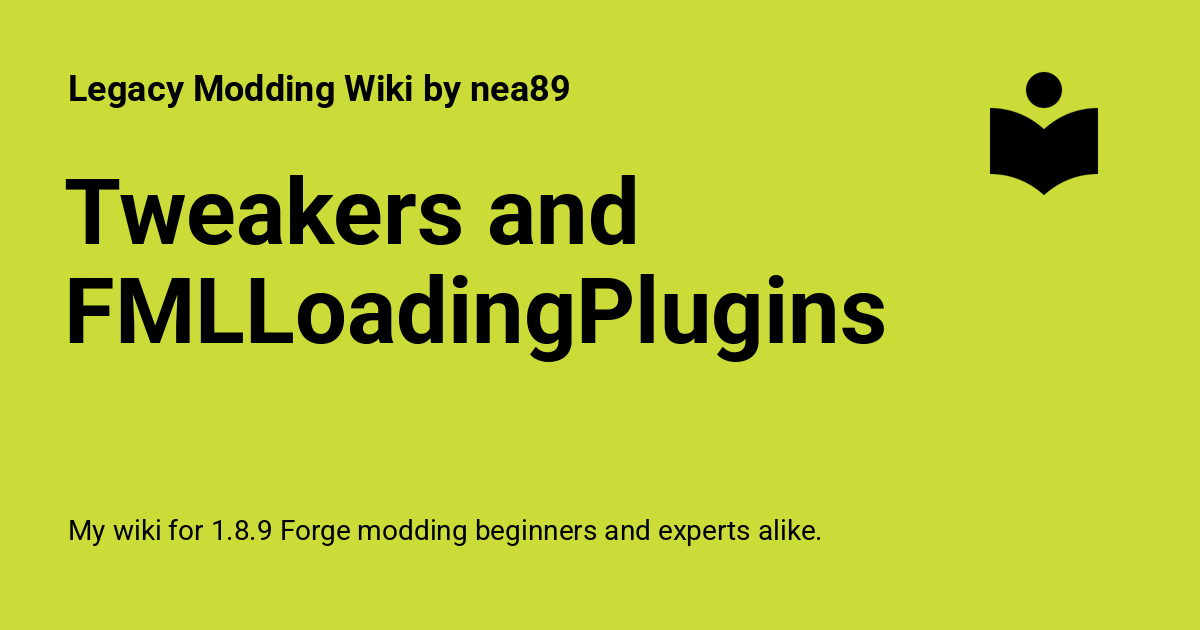 Legacy Modding Wiki by nea89
Tweakers and
FMLLoadingPlugins
My wiki for 1.8.9 Forge modding beginners and experts alike.